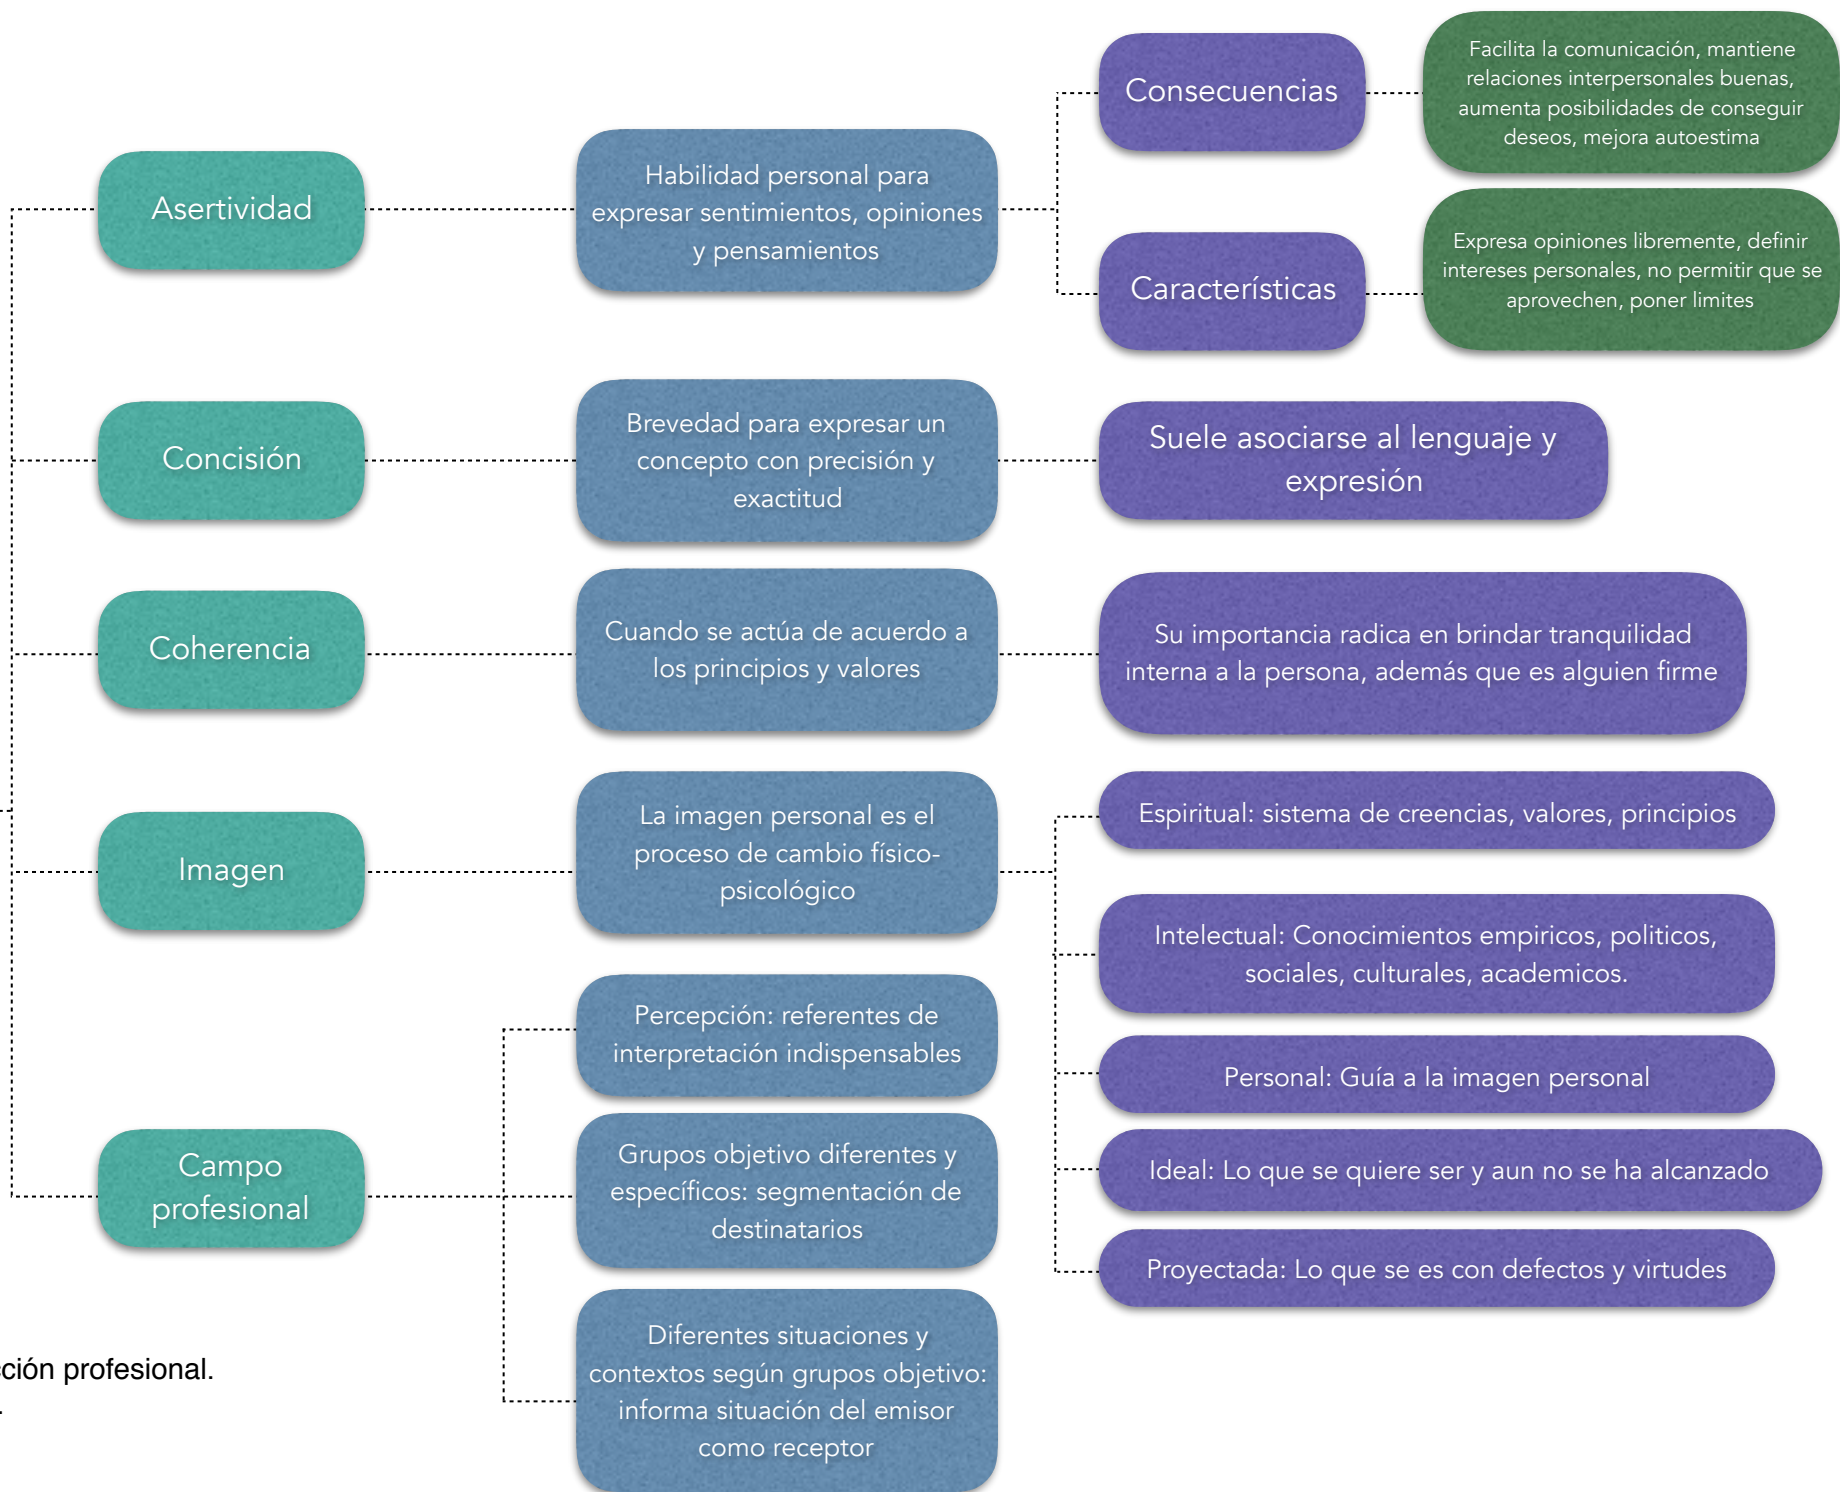 Asertividad
Habilidad personal para
expresar sentimientos, opiniones
y pensamientos
Consecuencias
Facilita la comunicación, mantiene
relaciones interpersonales buenas,
aumenta posibilidades de conseguir
deseos, mejora autoestima
Características
Expresa opiniones libremente, definir
intereses personales, no permitir que se
aprovechen, poner limites
Concisión
Brevedad para expresar un
concepto con precisión y
exactitud
Suele asociarse al lenguaje y
expresión
Coherencia
Cuando se actúa de acuerdo a
los principios y valores
Su importancia radica en brindar tranquilidad
interna a la persona, además que es alguien firme
Imagen
La imagen personal es el
proceso de cambio físico-
psicológico
Espiritual: sistema de creencias, valores, principios
Intelectual: Conocimientos empiricos, politicos,
sociales, culturales, academicos.
Personal: Guía a la imagen personal
Ideal: Lo que se quiere ser y aun no se ha alcanzado
Proyectada: Lo que se es con defectos y virtudes
Campo
profesional
Percepción: referentes de
interpretación indispensables
Grupos objetivo diferentes y
específicos: segmentación de
destinatarios
Diferentes situaciones y
contextos según grupos objetivo:
informa situación del emisor
como receptor
cción profesional.
.